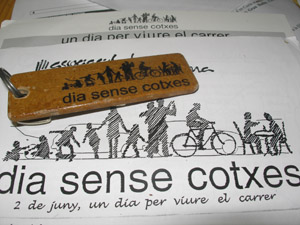 dia sense cotxes
un dia per viure el carrer
dia sense cotxes
dia sense cotxes
2 de juny, un dia per viure el carrer